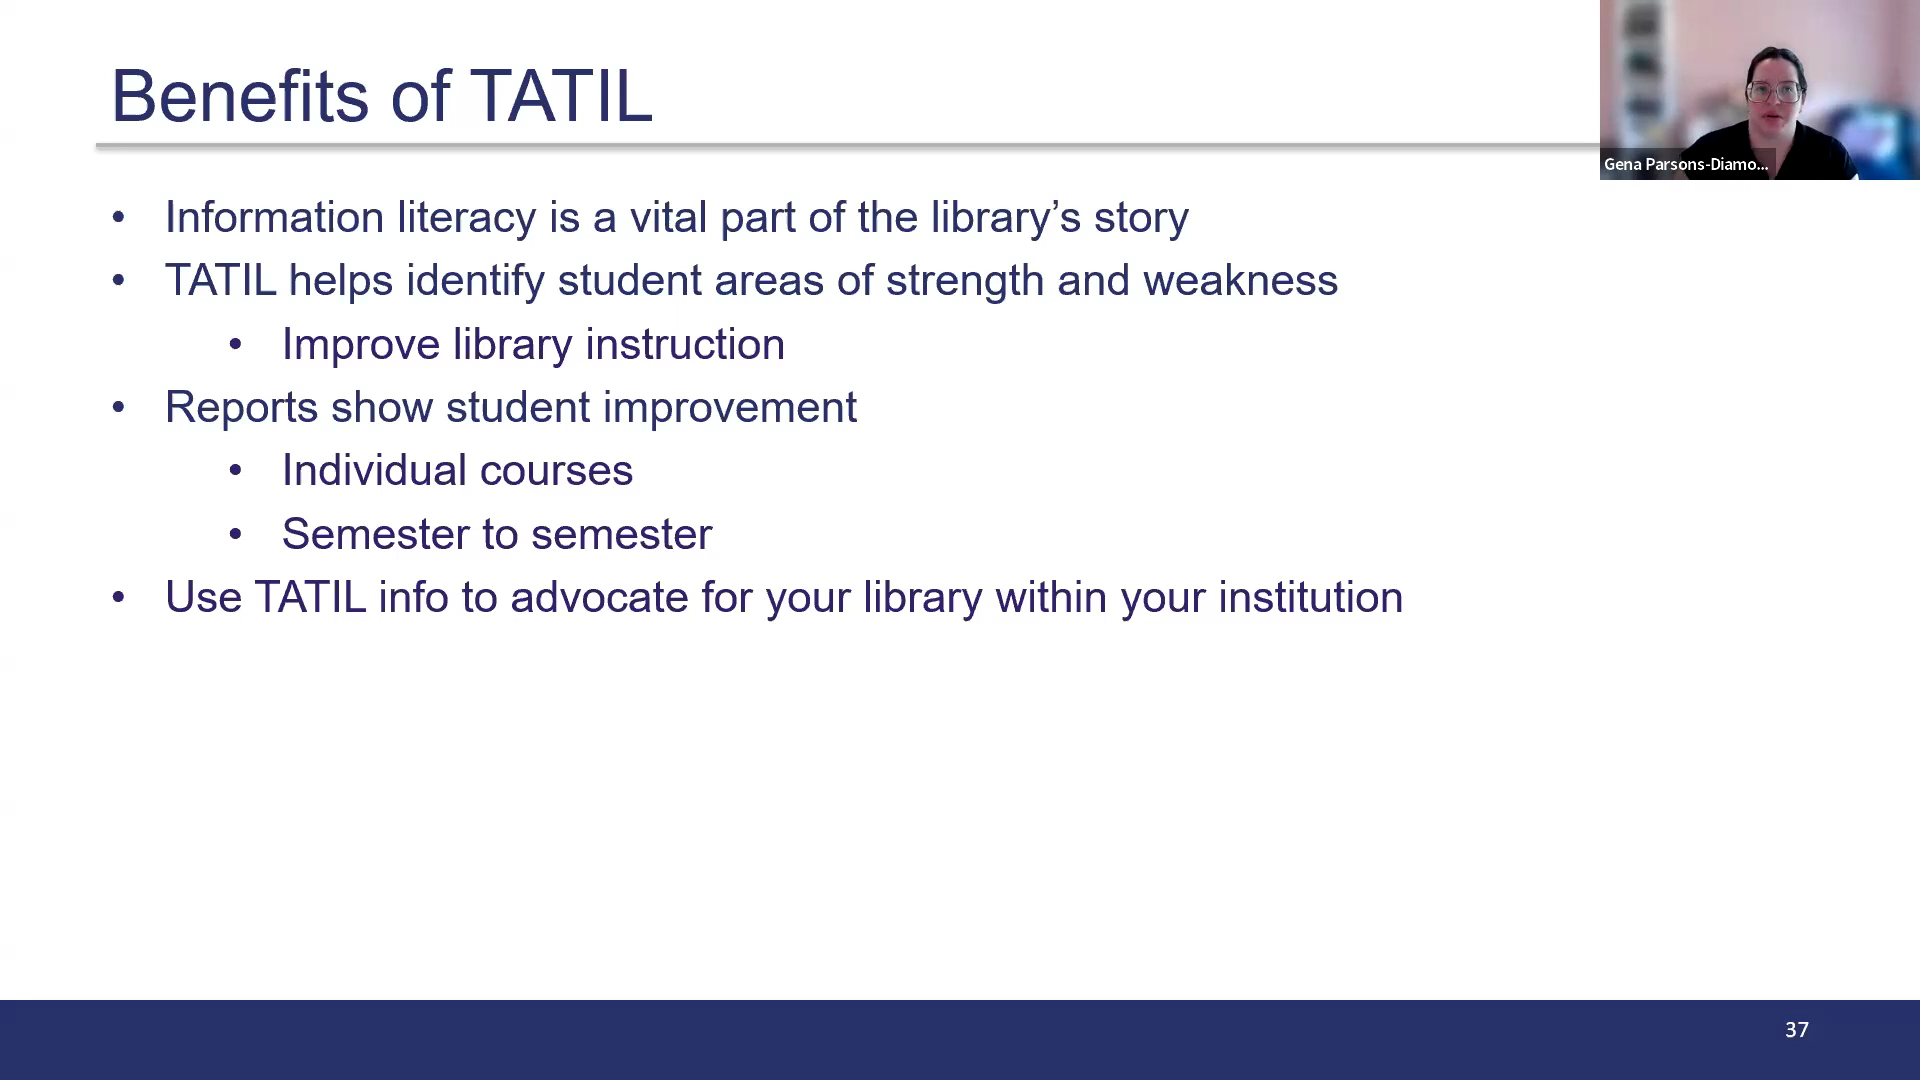 Benefits of TATIL
Gena Parsons-Diamo...
• Information literacy is a vital part of the library’s story
• TATIL helps identify student areas of strength and weakness
• Improve library instruction
• Reports show student improvement
• Individual courses
• Semester to semester
• Use TATIL info to advocate for your library within your institution
37